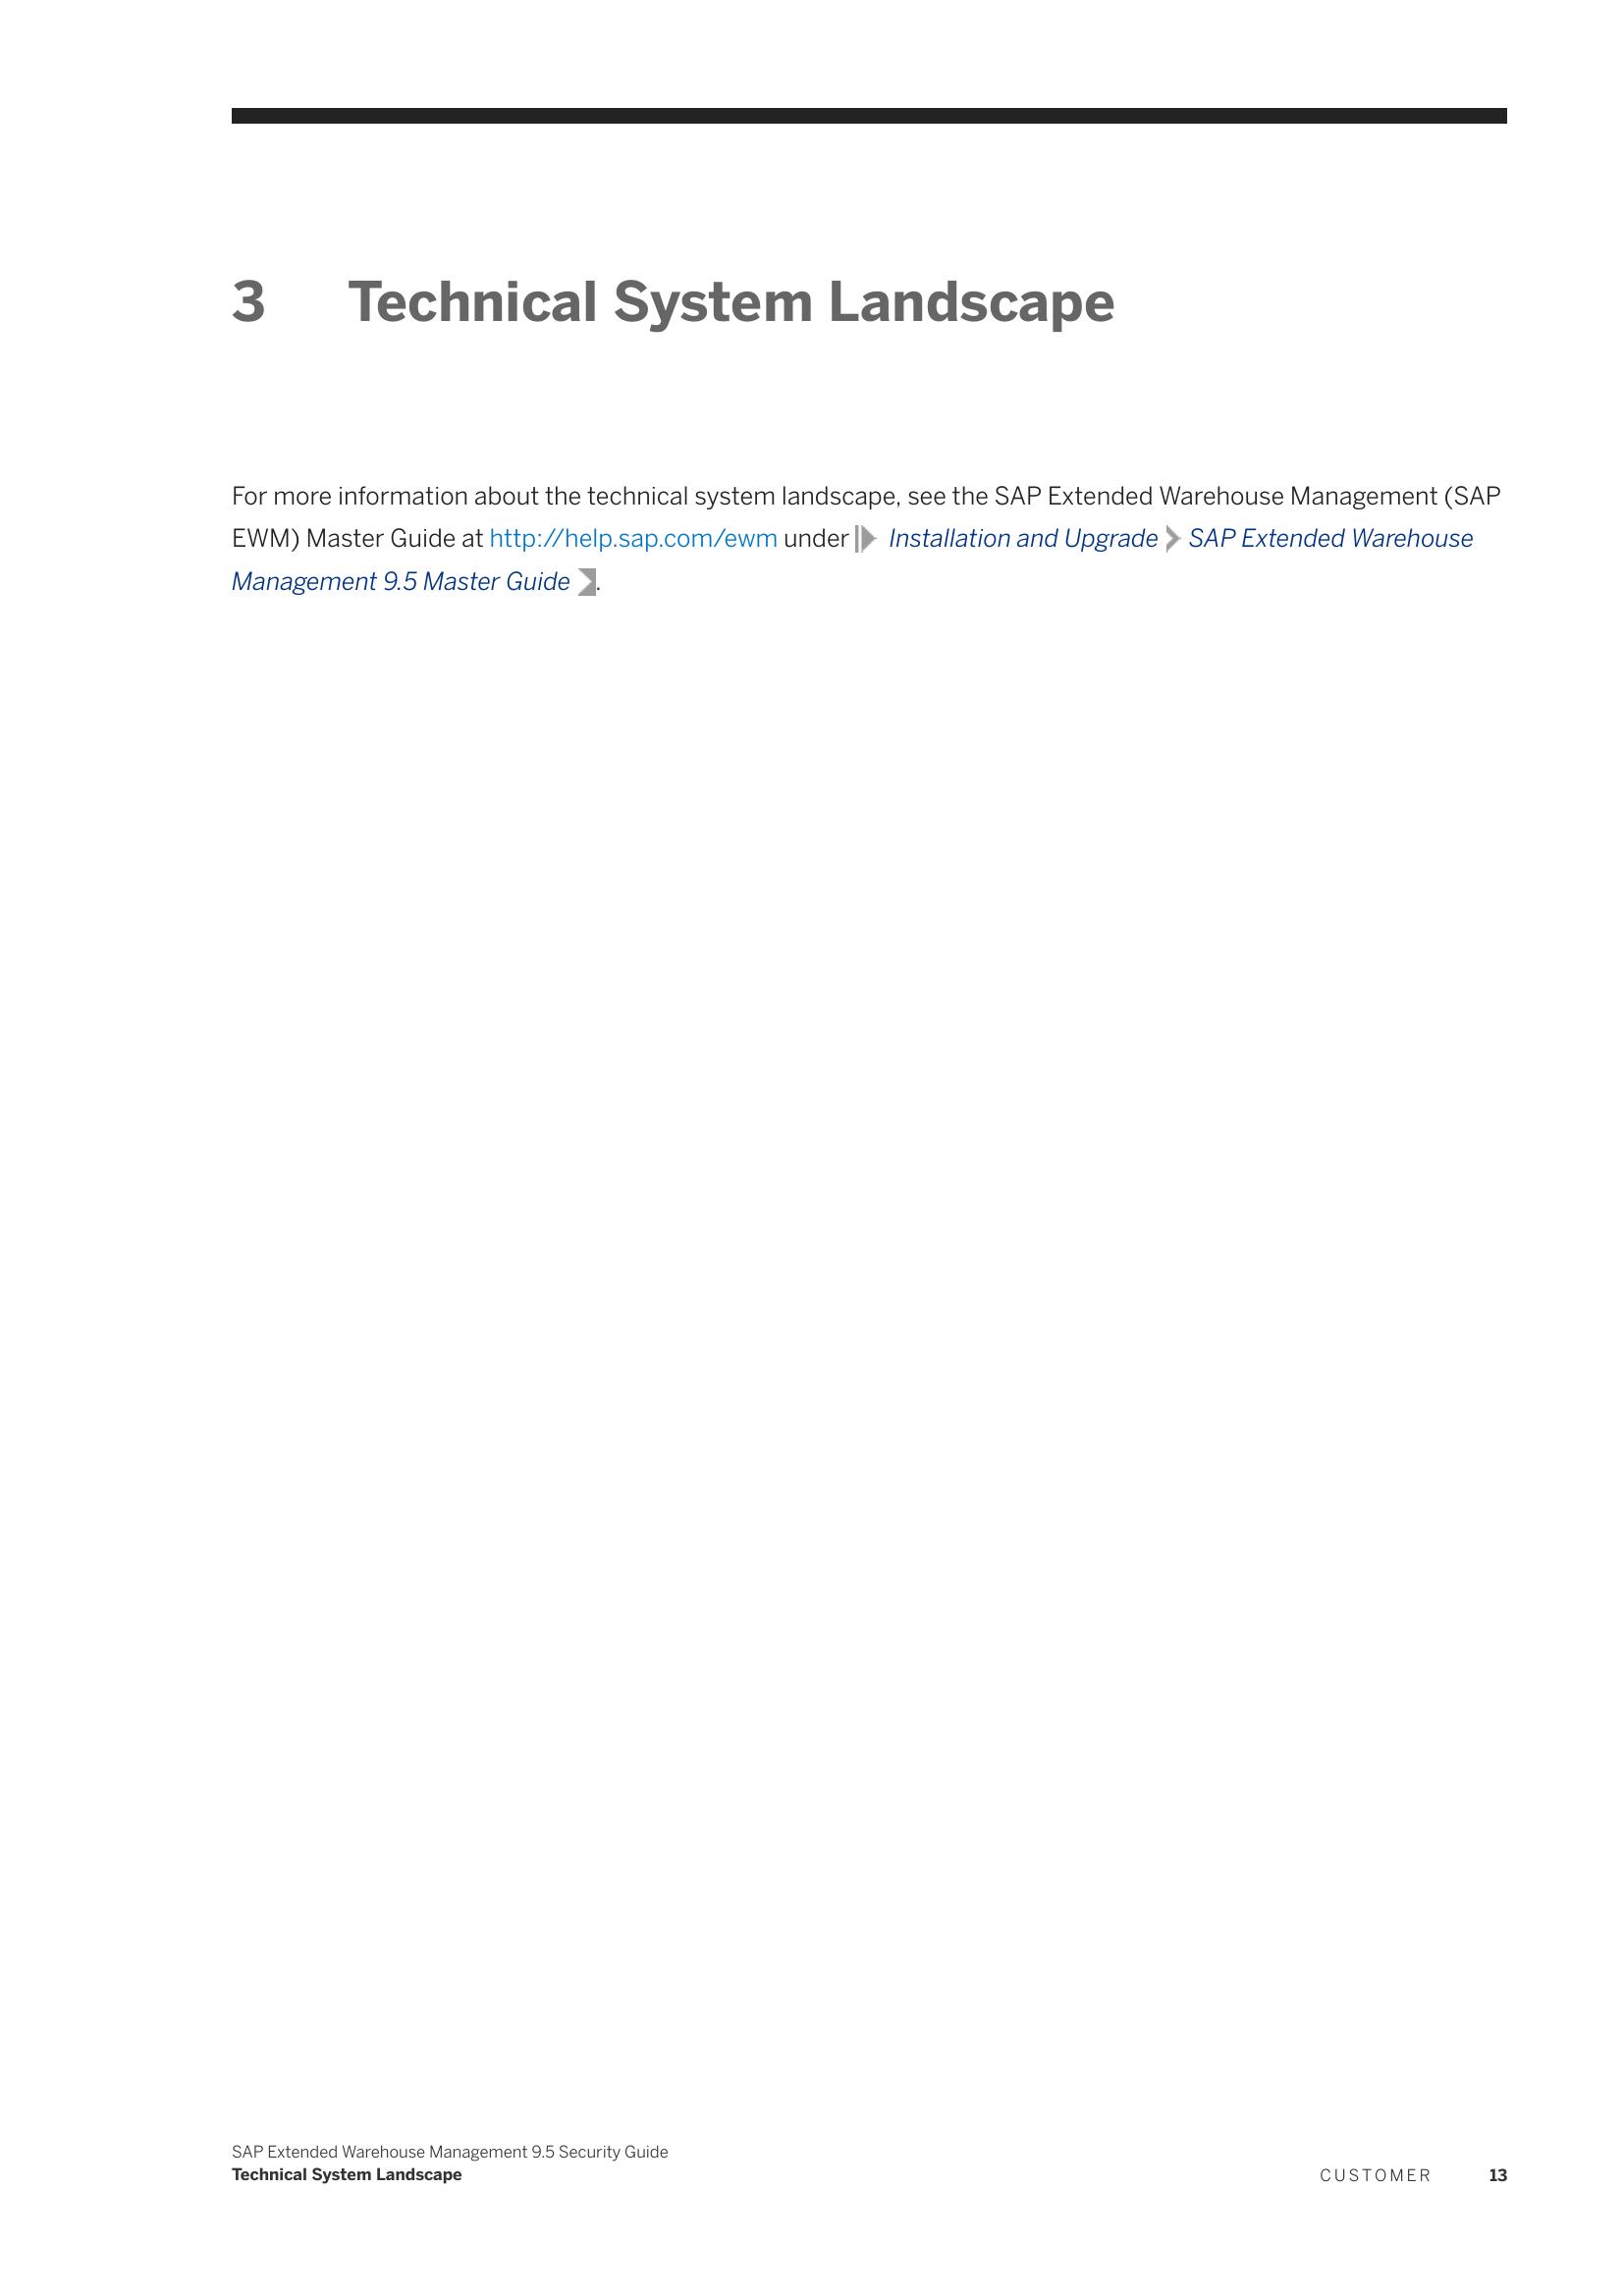 3 Technical System Landscape
For more information about the technical system landscape, see the SAP Extended Warehouse Management (SAP
EWM) Master Guide at http://help.sap.com/ewm under Installation and Upgrade SAP Extended Warehouse
Management 9.5 Master Guide .
SAP Extended Warehouse Management 9.5 Security Guide
Technical System Landscape
CUSTOMER 13